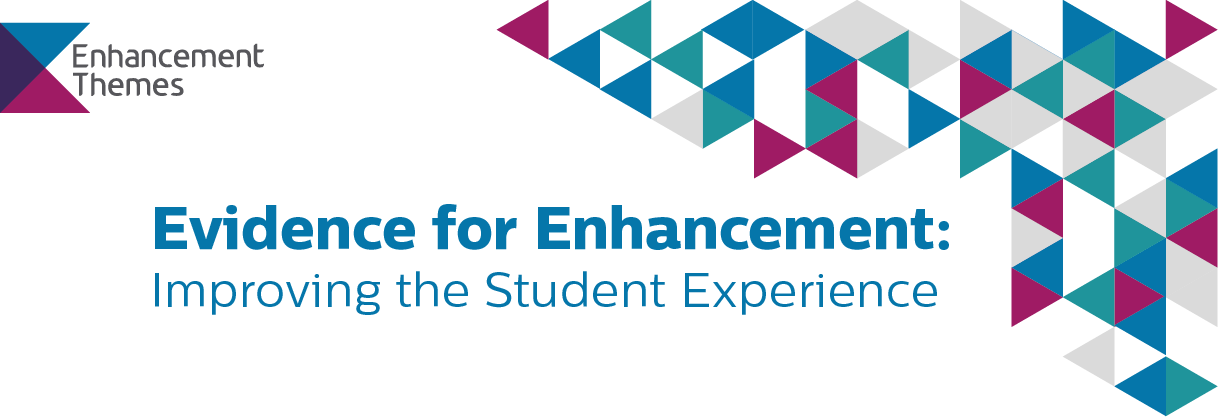 Enhancement
Themes
Evidence for Enhancement:
Improving the Student Experience